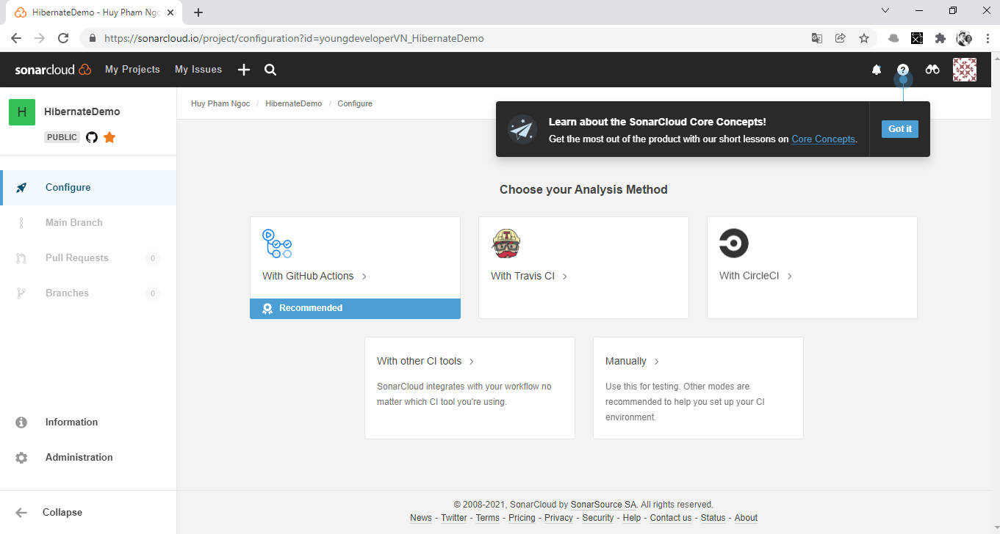 HibernateDemo - Huy Pham Ngo
https://sonarcloud.io/project/configuration?id=youngdeveloperVN_HibernateDemo
sonarcloud My Projects My Issues
H HibernateDemo
PUBLIC
Huy Pham Ngoc / HibernateDemo / Configure
Learn about the SonarCloud Core Concepts!
Get the most out of the product with our short lessons on Core Concepts.
Got it
Configure
Main Branch
Pull Requests 0
Branches 0
Information
Administration
Collapse
Choose your Analysis Method
With GitHub Actions
Recommended
With Travis CI
With CircleCI
With other CI tools
SonarCloud integrates with your workflow no
matter which CI tool you're using.
Manually
Use this for testing. Other modes are
recommended to help you set up your CI
environment.
© 2008-2021, SonarCloud by SonarSource SA. All rights reserved.
News - Twitter - Terms - Pricing - Privacy - Security - Help - Contact us - Status - About